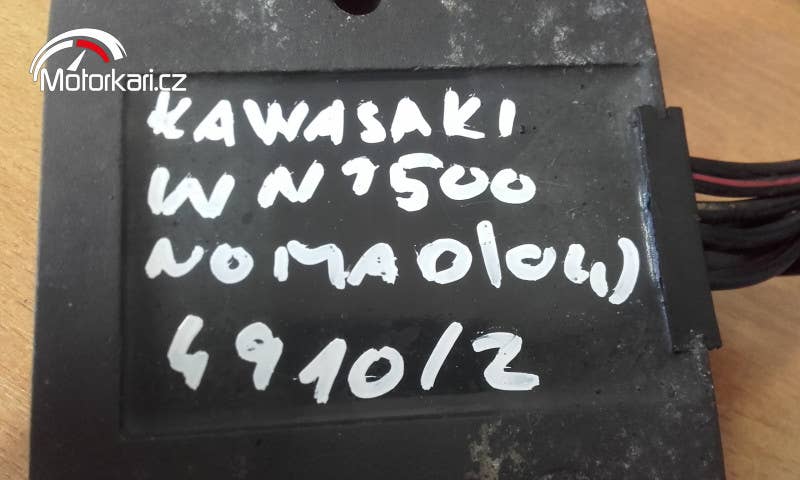 Motorkari.cz
KAWASAKI
WN1500
NOMAD(04)
4910/2